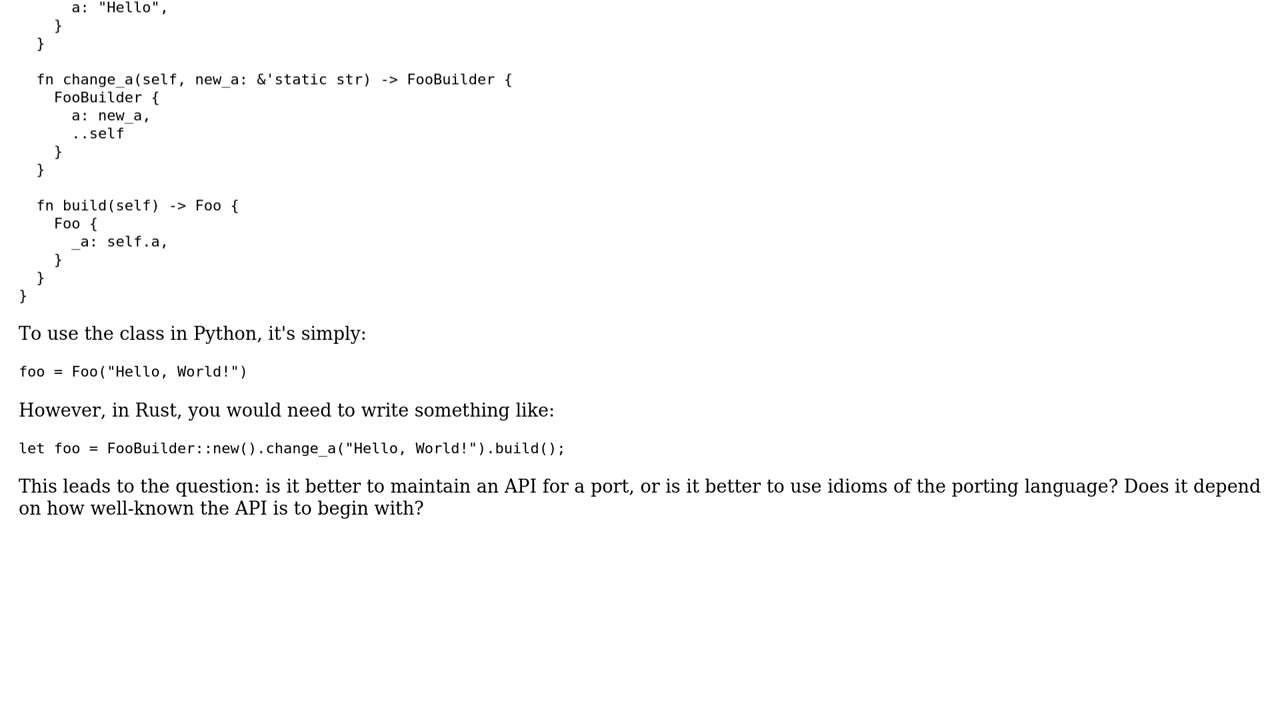 a: "Hello",
    }
  }

  fn change_a(self, new_a: &'static str) -> FooBuilder {
    FooBuilder {
      a: new_a,
      ..self
    }
  }

  fn build(self) -> Foo {
    Foo {
      _a: self.a,
    }
  }
}
To use the class in Python, it's simply:
foo = Foo("Hello, World!")
However, in Rust, you would need to write something like:
let foo = FooBuilder::new().change_a("Hello, World!").build();
This leads to the question: is it better to maintain an API for a port, or is it better to use idioms of the porting language? Does it depend
on how well-known the API is to begin with?